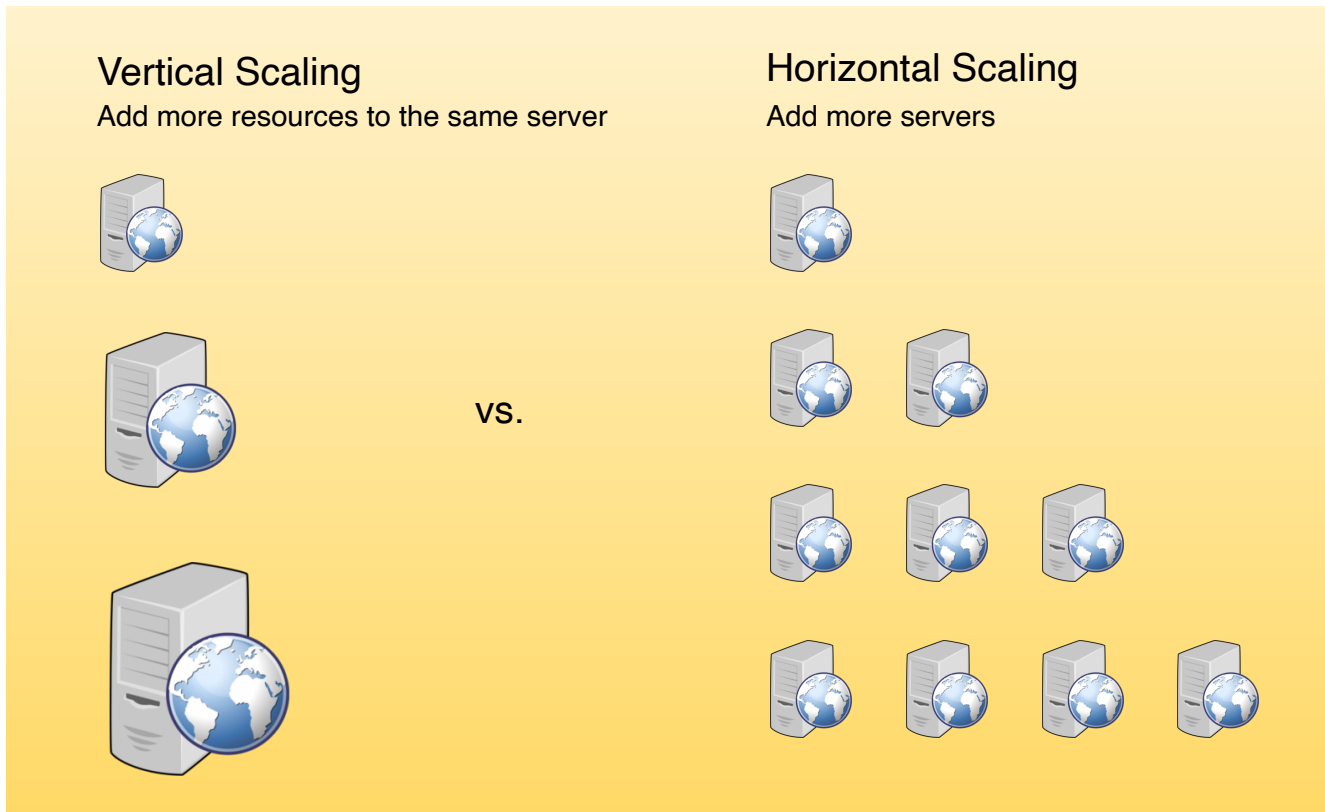 Vertical Scaling
Add more resources to the same server
vs.
Horizontal Scaling
Add more servers